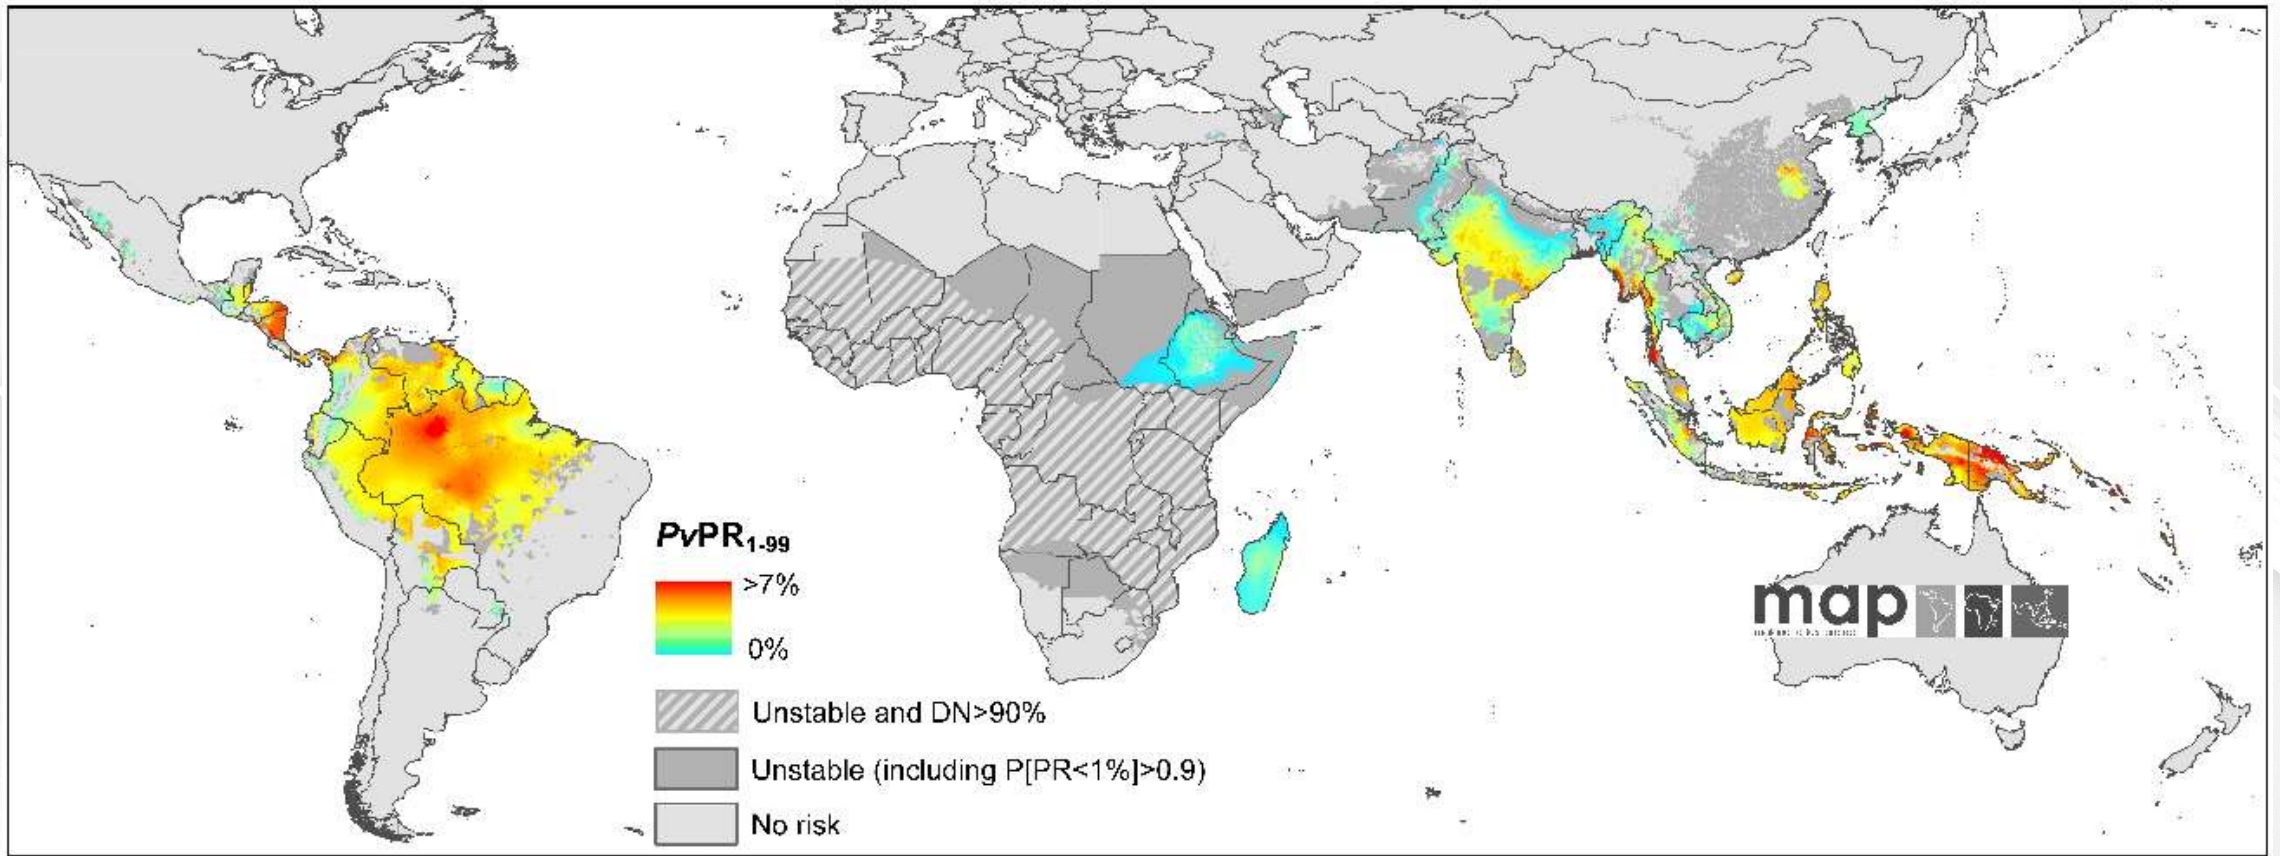 PvPR1-99
>7%
0%
Unstable and DN>90%
Unstable (including P[PR<1%]>0.9)
No risk
map